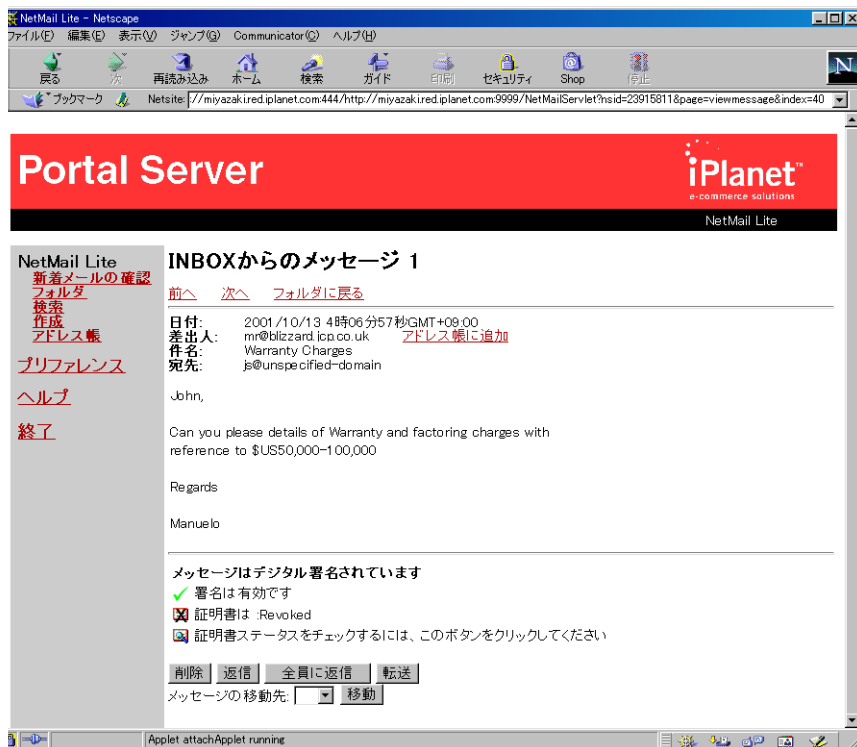 NetMail Lite - Netscape
ファイル(F) 編集(E) 表示(V) ジャンプ(G) Communicator(C) ヘルプ(H)
戻る 次へ 再読み込み ホーム 検索 ガイド 印刷 セキュリティ Shop 停止
N
ブックマーク Netsite: ://miyazaki.red.iplanet.com:444/http://miyazaki.red.iplanet.com:9999/NetMailServlet?nsid=23915811&page=viewmessage&index=40
Portal Server
iPlanet™
e-commerce solutions
NetMail Lite
NetMail Lite
新着メールの確認
フォルダ
検索
作成
アドレス帳
プリファレンス
ヘルプ
終了
INBOXからのメッセージ 1
前へ 次へ フォルダに戻る
日付: 2001/10/13 4時06分57秒GMT+09:00
差出人: mr@blizzard.jcp.co.uk アドレス帳に追加
件名: Warranty Charges
宛先: js@unspecified-domain
John,
Can you please details of Warranty and factoring charges with
reference to $US50,000-100,000
Regards
Manuelo
メッセージはデジタル署名されています
署名は有効です
証明書は :Revoked
証明書ステータスをチェックするには、このボタンをクリックしてください
削除 返信 全員に返信 転送
メッセージの移動先: 移動
Applet attachApplet running